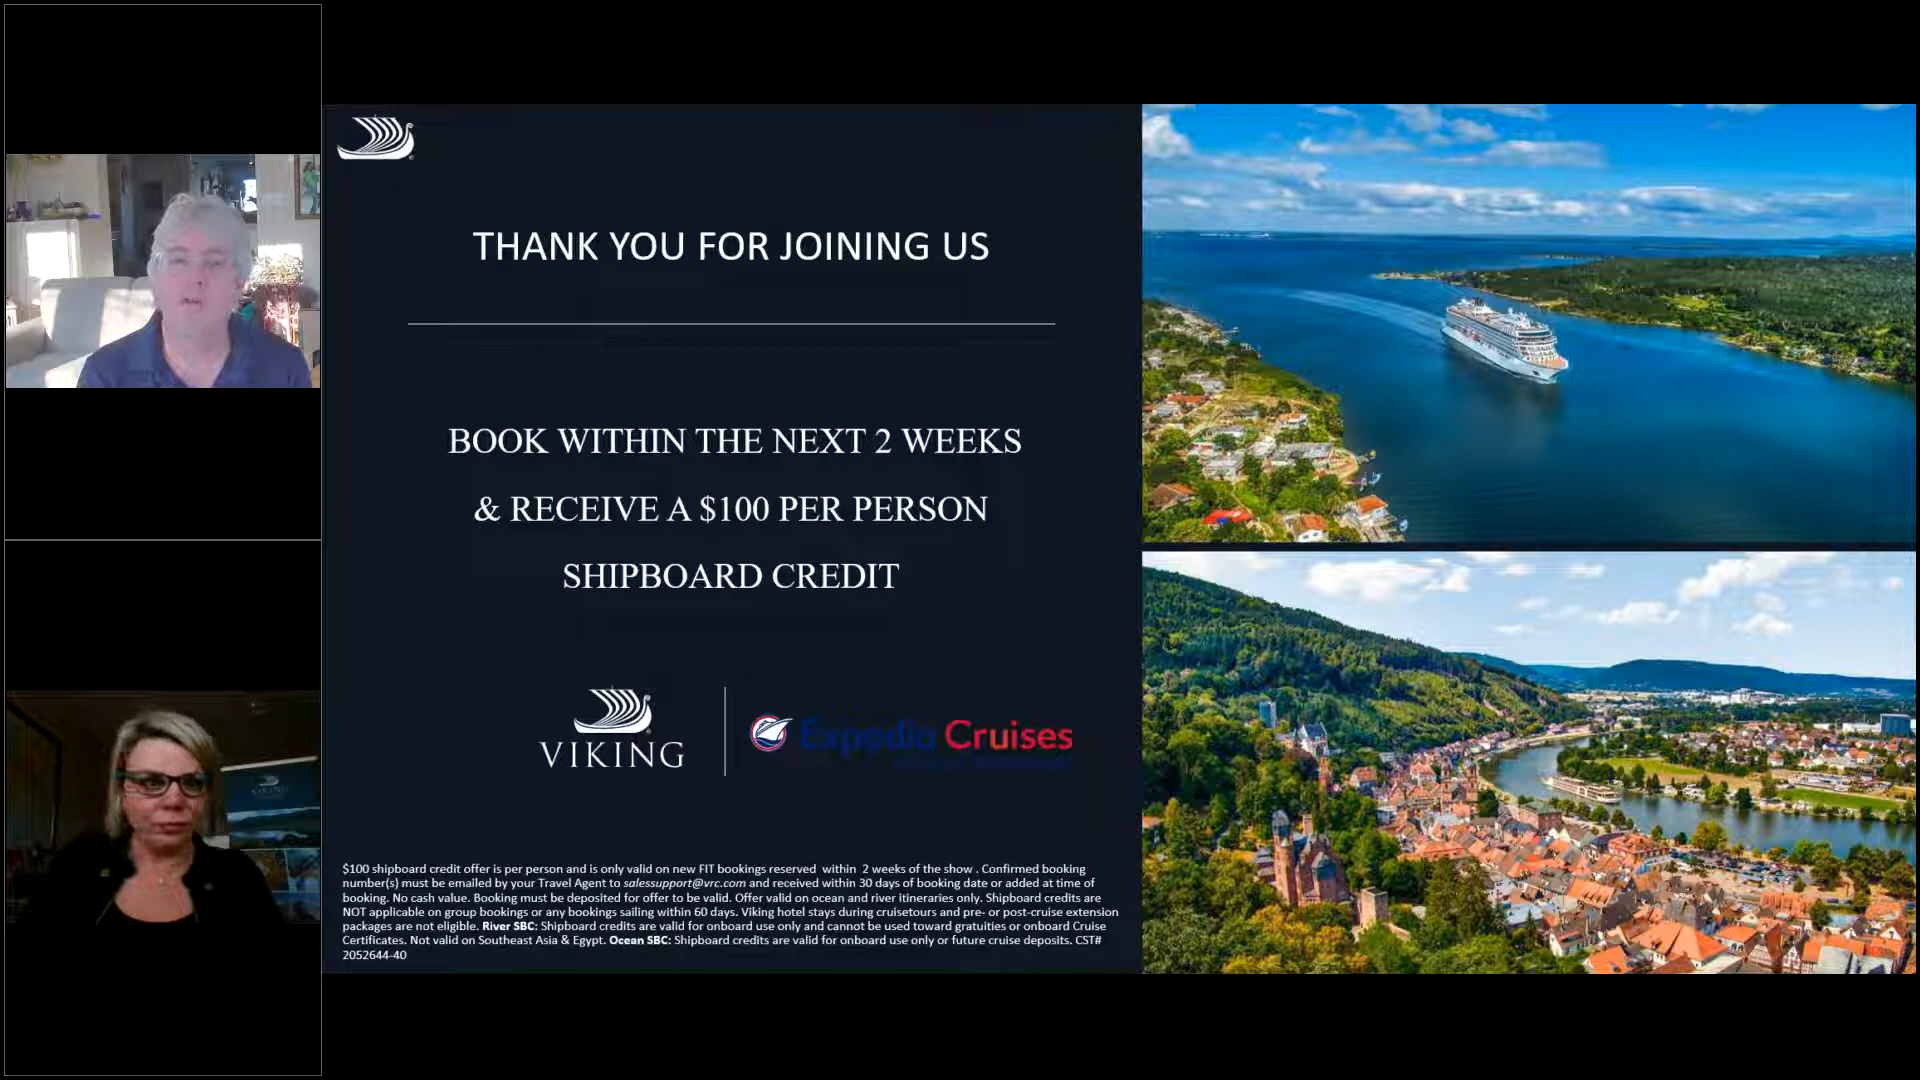 THANK YOU FOR JOINING US
BOOK WITHIN THE NEXT 2 WEEKS
& RECEIVE A $100 PER PERSON
SHIPBOARD CREDIT
VIKING
Expedia Cruises
$100 shipboard credit offer is per person and is only valid on new FIT bookings reserved within 2 weeks of the show . Confirmed booking
number(s) must be emailed by your Travel Agent to salessupport@vrc.com and received within 30 days of booking date or added at time of
booking. No cash value. Booking must be deposited for offer to be valid. Offer valid on ocean and river itineraries only. Shipboard credits are
NOT applicable on group bookings or any bookings sailing within 60 days. Viking hotel stays during cruisetours and pre- or post-cruise extension
packages are not eligible. River SBC: Shipboard credits are valid for onboard use only and cannot be used toward gratuities or onboard Cruise
Certificates. Not valid on Southeast Asia & Egypt. Ocean SBC: Shipboard credits are valid for onboard use only or future cruise deposits. CST#
2052644-40